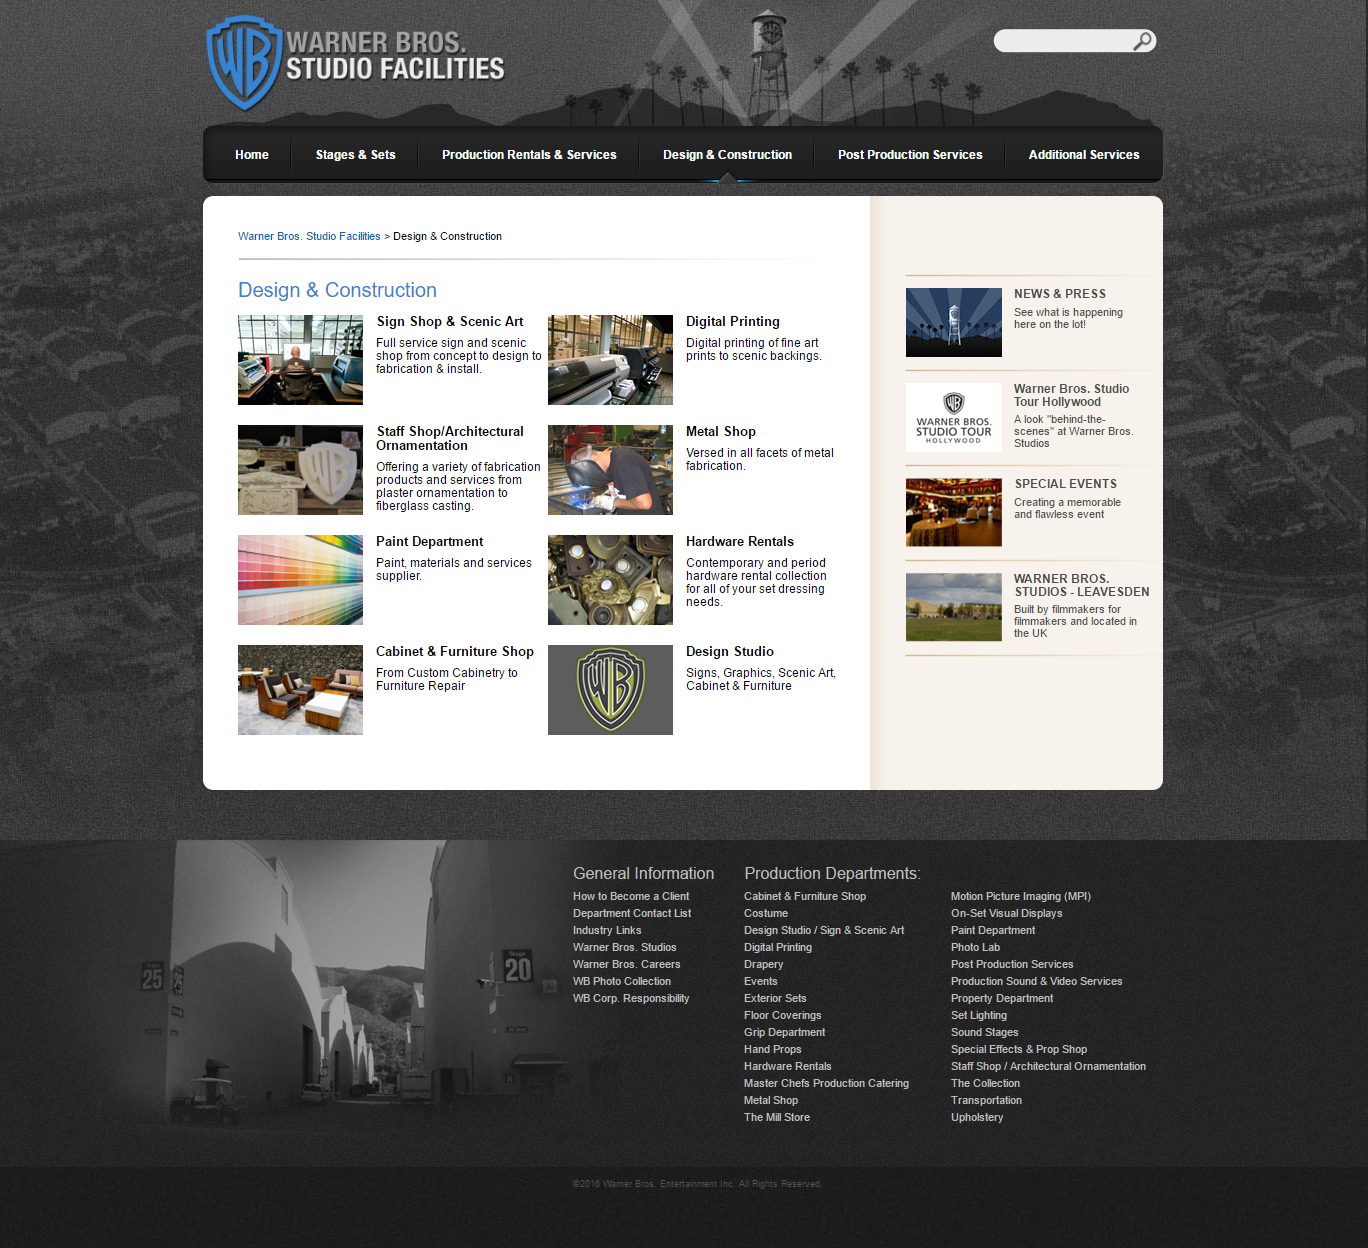 WARNER BROS.
STUDIO FACILITIES
Home
Stages & Sets
Production Rentals & Services
Design & Construction
Post Production Services
Additional Services
Warner Bros. Studio Facilities > Design & Construction
Design & Construction
Sign Shop & Scenic Art
Full service sign and scenic
shop from concept to design to
fabrication & install.
Digital Printing
Digital printing of fine art
prints to scenic backings.
Staff Shop/Architectural
Ornamentation
Offering a variety of fabrication
products and services from
plaster ornamentation to
fiberglass casting.
Metal Shop
Versed in all facets of metal
fabrication.
Paint Department
Paint, materials and services
supplier.
Hardware Rentals
Contemporary and period
hardware rental collection
for all of your set dressing
needs.
Cabinet & Furniture Shop
From Custom Cabinetry to
Furniture Repair
WB
Design Studio
Signs, Graphics, Scenic Art,
Cabinet & Furniture
NEWS & PRESS
See what is happening
here on the lot!
WARNER BROS.
STUDIO TOUR
HOLLYWOOD
Warner Bros. Studio
Tour Hollywood
A look "behind-the-
scenes" at Warner Bros.
Studios
SPECIAL EVENTS
Creating a memorable
and flawless event
WARNER BROS.
STUDIOS - LEAVESDEN
Built by filmmakers for
filmmakers and located in
the UK
25
Stage
20
General Information
How to Become a Client
Department Contact List
Industry Links
Warner Bros. Studios
Warner Bros. Careers
WB Photo Collection
WB Corp. Responsibility
Production Departments:
Cabinet & Furniture Shop
Costume
Design Studio / Sign & Scenic Art
Digital Printing
Drapery
Events
Exterior Sets
Floor Coverings
Grip Department
Hand Props
Hardware Rentals
Master Chefs Production Catering
Metal Shop
The Mill Store
Motion Picture Imaging (MPI)
On-Set Visual Displays
Paint Department
Photo Lab
Post Production Services
Production Sound & Video Services
Property Department
Set Lighting
Sound Stages
Special Effects & Prop Shop
Staff Shop / Architectural Ornamentation
The Collection
Transportation
Upholstery
©2016 Warner Bros. Entertainment Inc. All Rights Reserved.